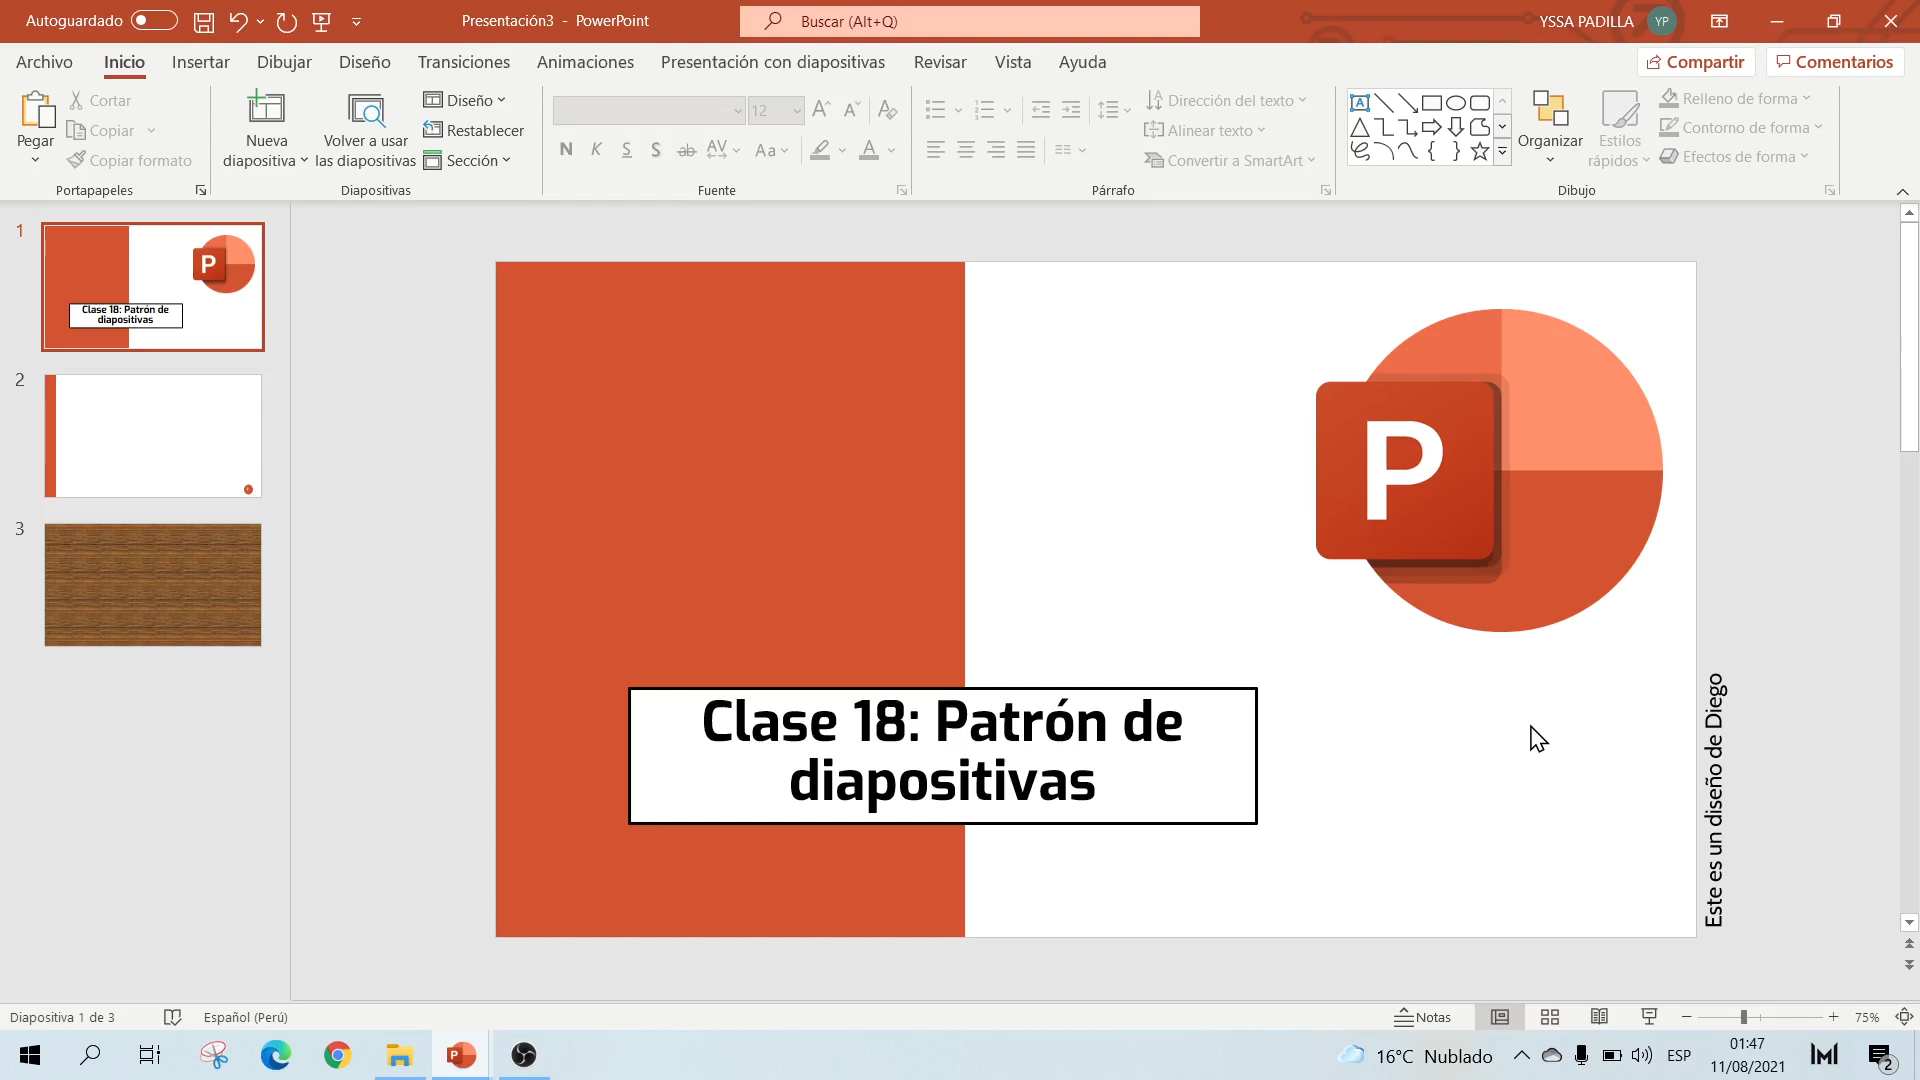 Autoguardado
Presentación3 - PowerPoint
Buscar (Alt+Q)
YSSA PADILLA
YP
Archivo
Inicio
Insertar
Dibujar
Diseño
Transiciones
Animaciones
Presentación con diapositivas
Revisar
Vista
Ayuda
Compartir
Comentarios
Pegar
Cortar
Copiar
Copiar formato
Portapapeles
Nueva
diapositiva
Volver a usar
las diapositivas
Diseño
Restablecer
Sección
Diapositivas
12
N K S S ab AV Aa A
Fuente
Dirección del texto
Alinear texto
Convertir a SmartArt
Párrafo
Organizar
Estilos
rápidos
Relleno de forma
Contorno de forma
Efectos de forma
Dibujo
1
P
Clase 18: Patrón de
diapositivas
2
3
P
Clase 18: Patrón de
diapositivas
Este es un diseño de Diego
Diapositiva 1 de 3
Español (Perú)
Notas
75%
P
16°C Nublado
ESP
01:47
11/08/2021
2